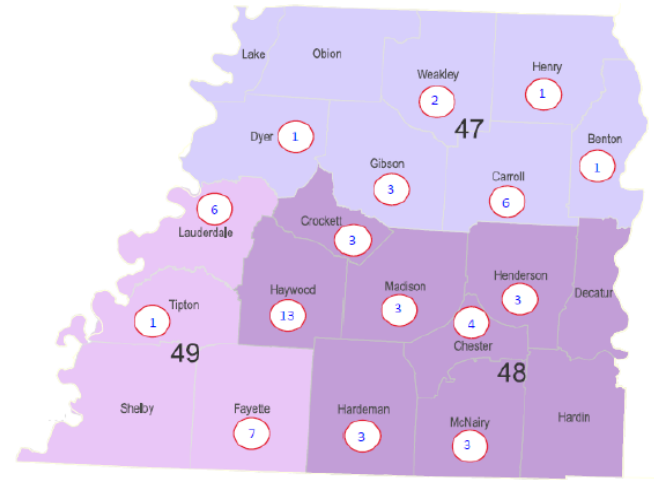 Lake
Obion
Weakley
2
Henry
1
47
Dyer
1
Gibson
3
Carroll
6
Benton
1
6
Lauderdale
Crockett
3
Haywood
13
Madison
3
Henderson
3
Decatur
Tipton
1
4
Chester
49
48
Shelby
Fayette
7
Hardeman
3
McNairy
3
Hardin